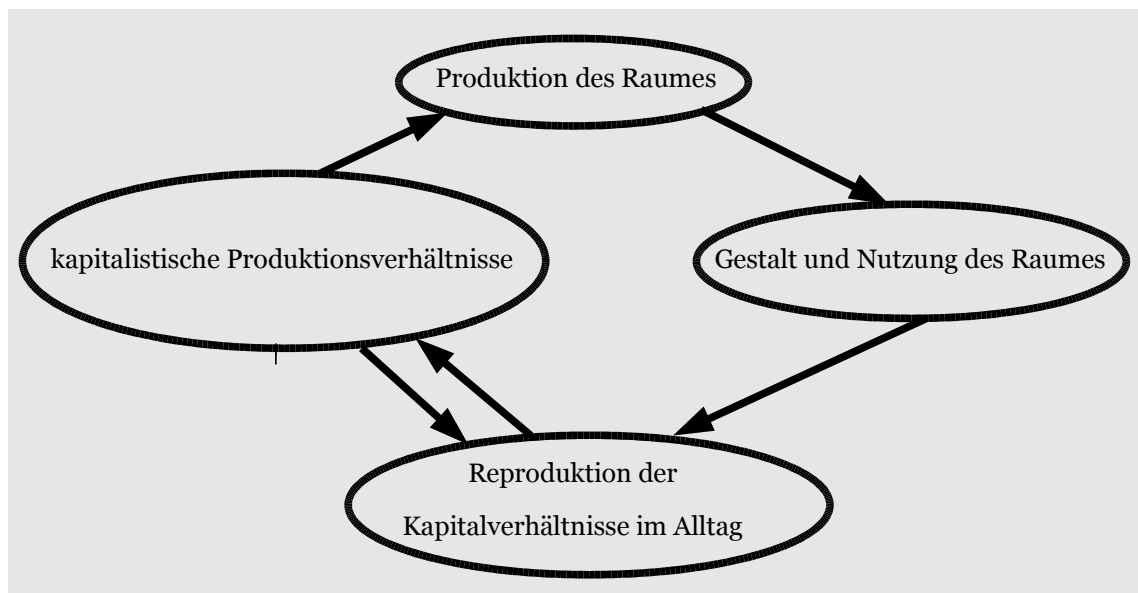 Produktion des Raumes
kapitalistische Produktionsverhältnisse
Gestalt und Nutzung des Raumes
Reproduktion der
Kapitalverhältnisse im Alltag